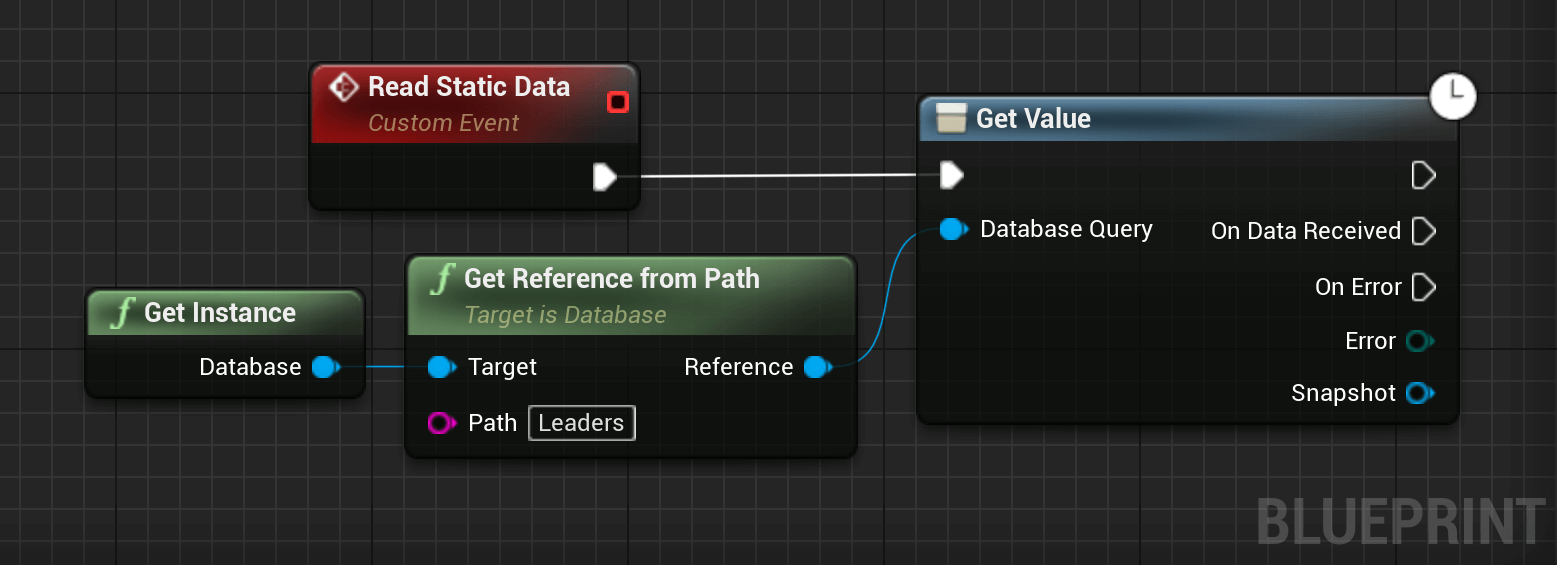 Read Static Data
Custom Event
Get Value
Database Query
On Data Received
On Error
Error
Snapshot
Get Reference from Path
Target is Database
Target
Reference
Path
Leaders
Get Instance
Database
BLUEPRINT